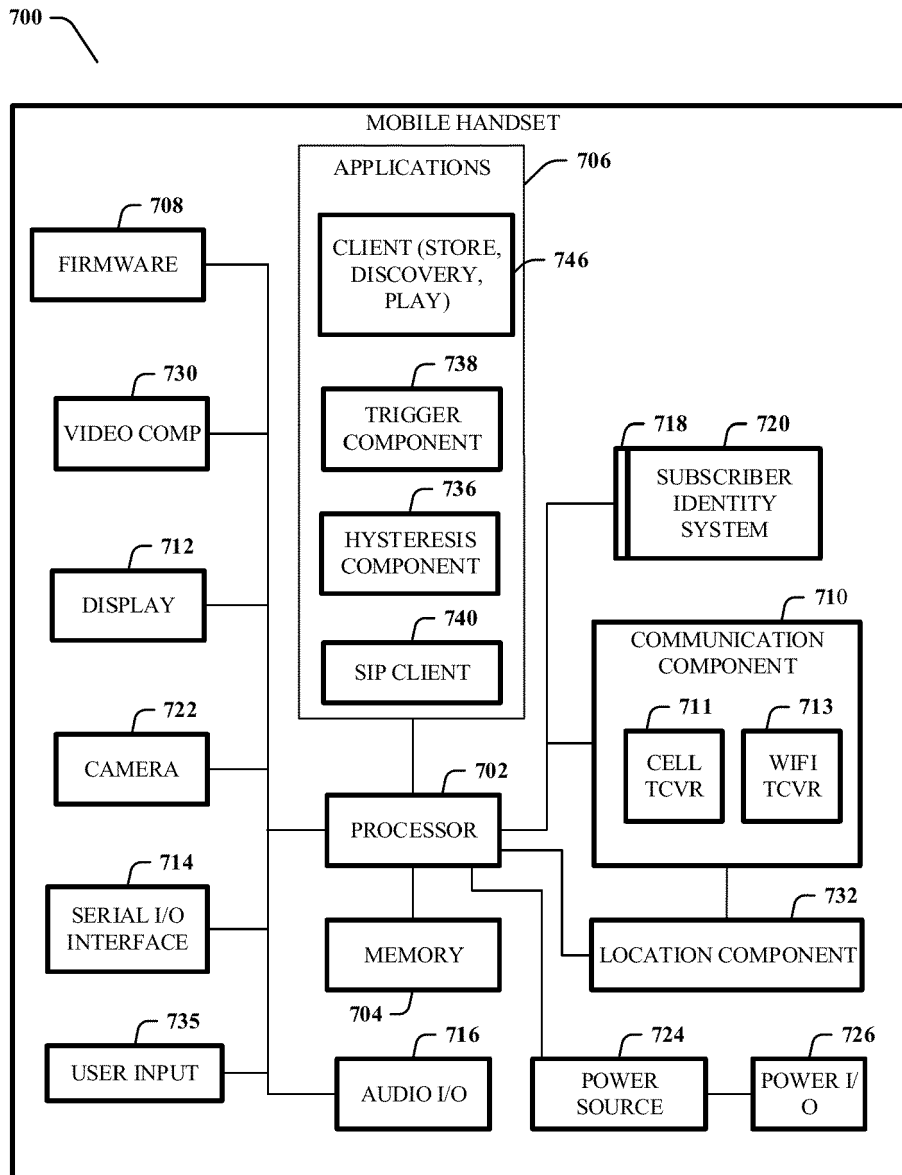 700
MOBILE HANDSET
APPLICATIONS
706
CLIENT (STORE,
DISCOVERY,
PLAY)
746
738
TRIGGER
COMPONENT
736
HYSTERESIS
COMPONENT
740
SIP CLIENT
708
FIRMWARE
730
VIDEO COMP
712
DISPLAY
722
CAMERA
714
SERIAL I/O
INTERFACE
735
USER INPUT
702
PROCESSOR
MEMORY
704
716
AUDIO I/O
718
720
SUBSCRIBER
IDENTITY
SYSTEM
710
COMMUNICATION
COMPONENT
711
713
CELL
TCVR
WIFI
TCVR
732
LOCATION COMPONENT
724
POWER
SOURCE
726
POWER I/
O